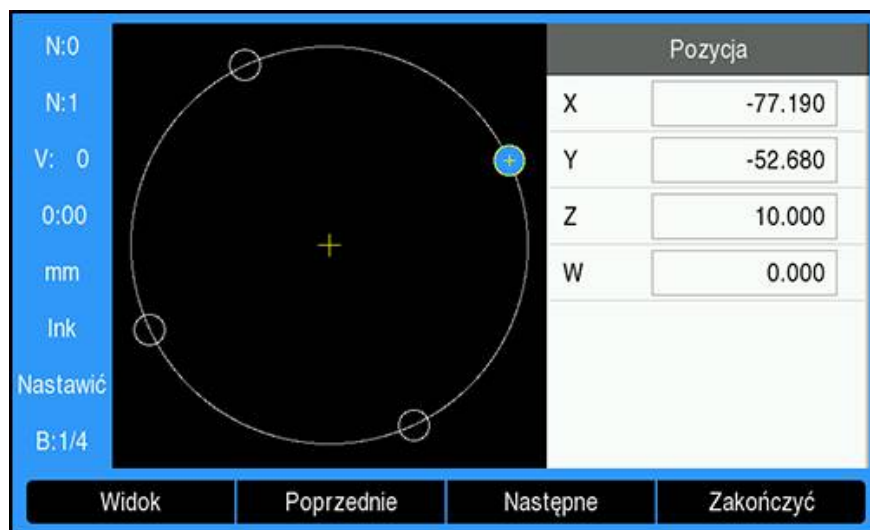 N:0
N:1
V: 0
0:00
mm
Ink
Nastawić
B:1/4
Pozycja
X -77.190
Y -52.680
Z 10.000
W 0.000
Widok Poprzednie Następne Zakończyć